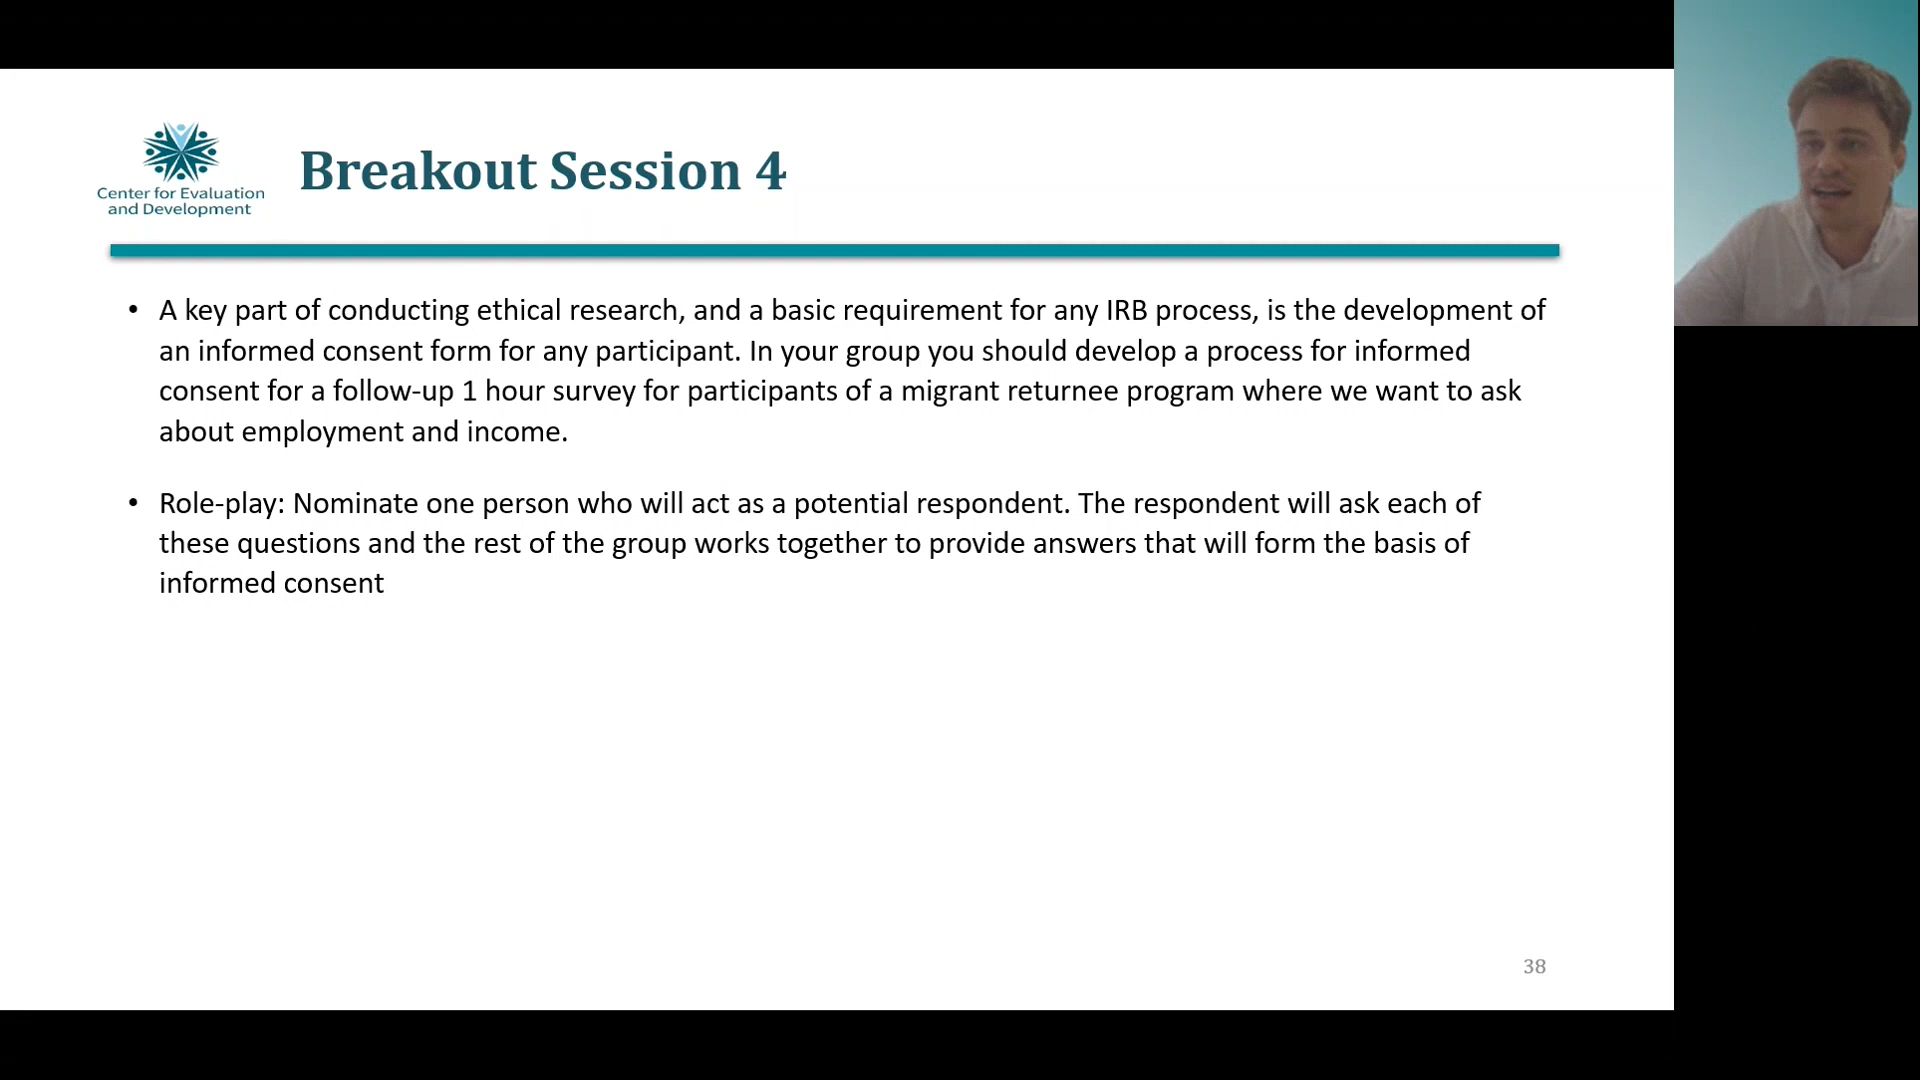 Center for Evaluation
and Development
Breakout Session 4
• A key part of conducting ethical research, and a basic requirement for any IRB process, is the development of
an informed consent form for any participant. In your group you should develop a process for informed
consent for a follow-up 1 hour survey for participants of a migrant returnee program where we want to ask
about employment and income.
• Role-play: Nominate one person who will act as a potential respondent. The respondent will ask each of
these questions and the rest of the group works together to provide answers that will form the basis of
informed consent
38